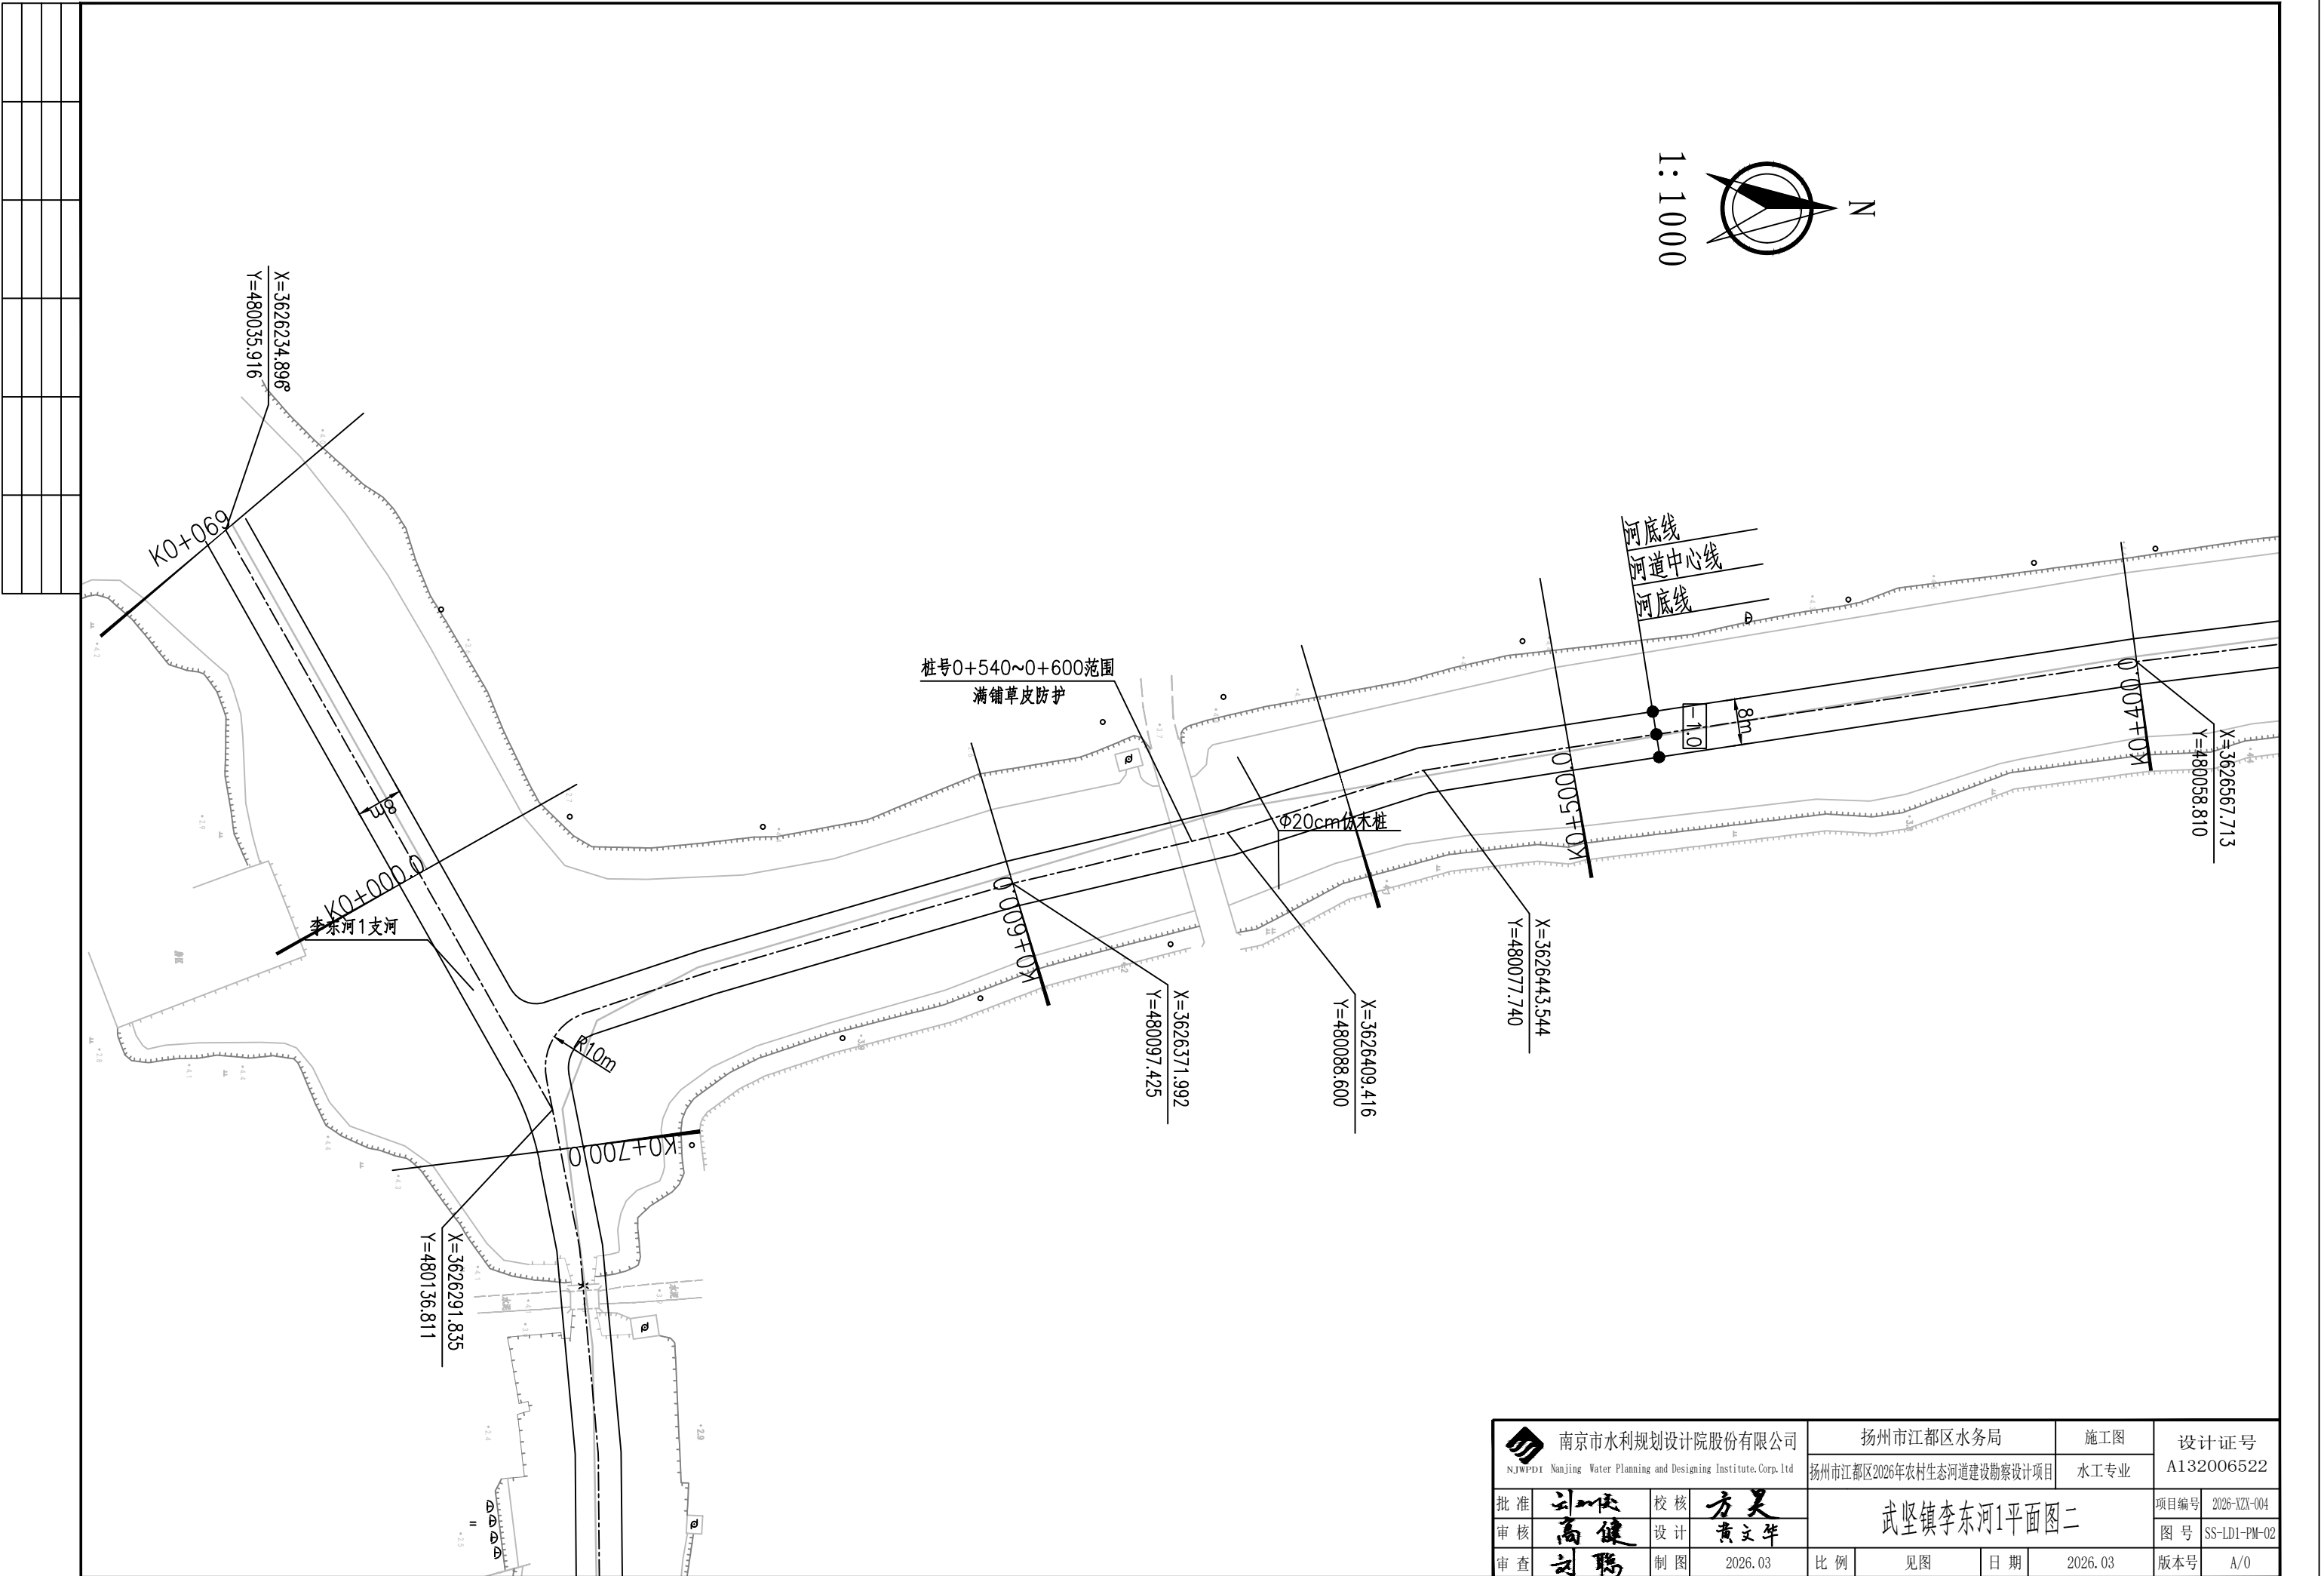 N
1: 1000
X=3626234.896
Y=480035.916
K0+069
8m
K0+000.0
李东河1支河
桩号0+540~0+600范围
满铺草皮防护
河底线
河道中心线
河底线
-1.0
8m
K0+400.0
X=3626567.713
Y=480058.810
K0+500.0
Φ20cm仿木桩
X=3626443.544
Y=480077.740
X=3626409.416
Y=480088.600
K0+600.0
X=3626371.992
Y=480097.425
R10m
K0+700.0
X=3626291.835
Y=480136.811
NJWPDI
南京市水利规划设计院股份有限公司
Nanjing Water Planning and Designing Institute.Corp.ltd
扬州市江都区水务局
施工图
设计证号
A132006522
扬州市江都区2026年农村生态河道建设勘察设计项目
水工专业
批 准
校 核
方昊
武坚镇李东河1平面图二
项目编号
2026-XZX-004
审 核
高健
设 计
黄文华
图 号
SS-LD1-PM-02
审 查
刘聪
制 图
2026.03
比 例
见图
日 期
2026.03
版本号
A/0